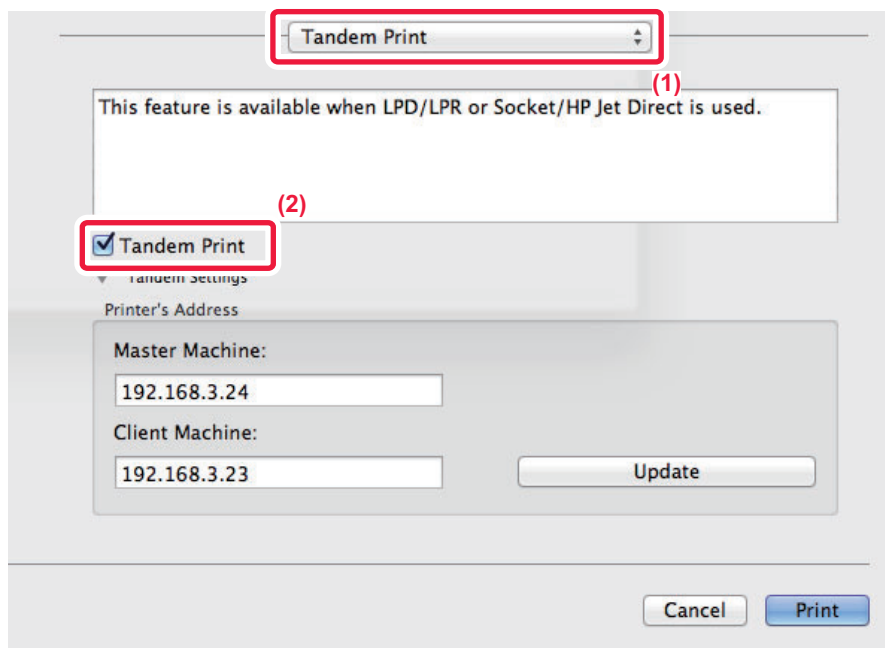 Tandem Print
(1)
This feature is available when LPD/LPR or Socket/HP Jet Direct is used.
(2)
Tandem Print
Tandem Settings
Printer's Address
Master Machine:
192.168.3.24
Client Machine:
192.168.3.23
Update
Cancel
Print